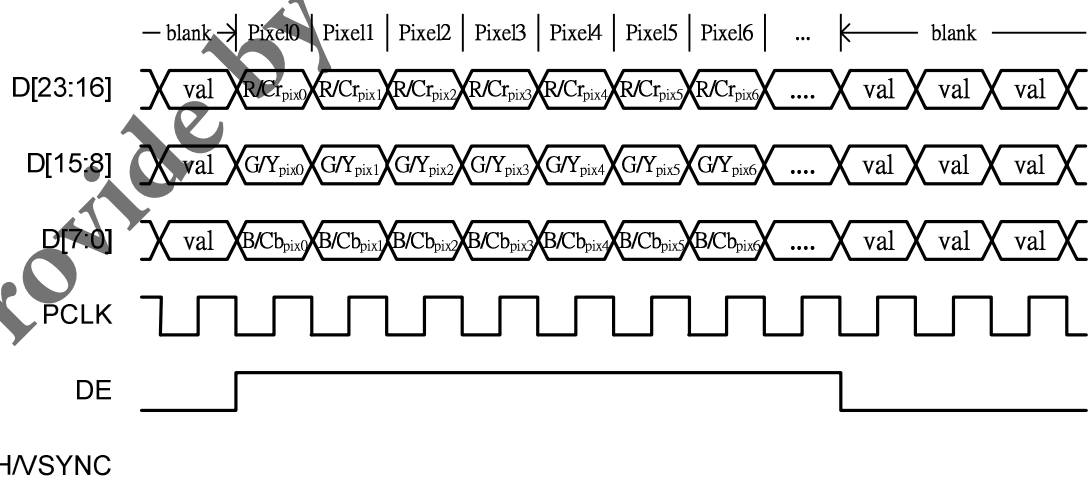 blank Pixel0 Pixel1 Pixel2 Pixel3 Pixel4 Pixel5 Pixel6 ... blank
D[23:16] val R/Crpix0 R/Crpix1 R/Crpix2 R/Crpix3 R/Crpix4 R/Crpix5 R/Crpix6 .... val val val
D[15:8] val G/Ypix0 G/Ypix1 G/Ypix2 G/Ypix3 G/Ypix4 G/Ypix5 G/Ypix6 .... val val val
D[7:0] val B/Cbpix0 B/Cbpix1 B/Cbpix2 B/Cbpix3 B/Cbpix4 B/Cbpix5 B/Cbpix6 .... val val val
PCLK
DE
H/VSYNC
rovide by